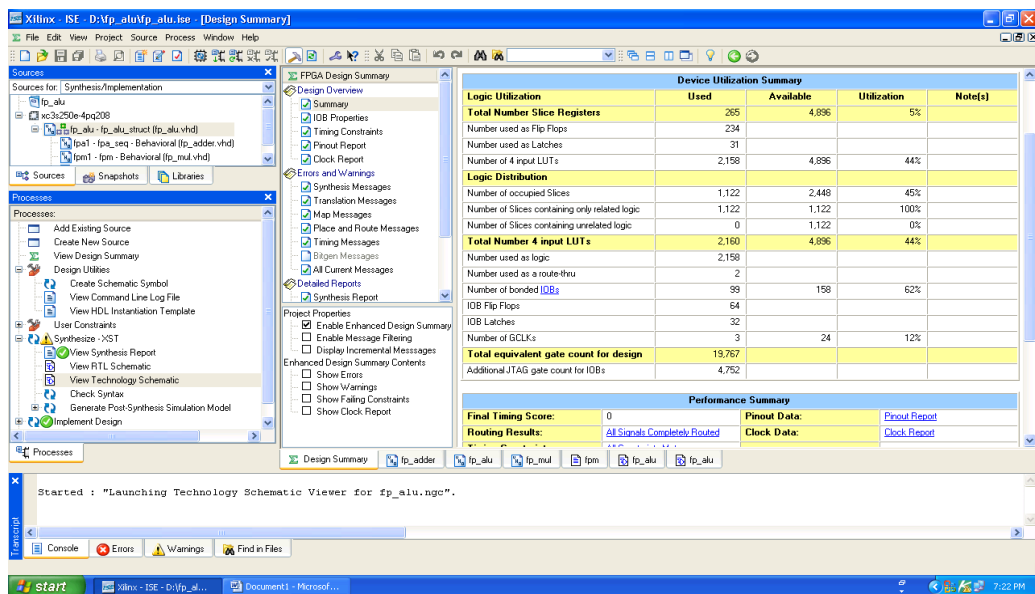 Xilinx - ISE - D:\fp_alu\fp_alu.ise - [Design Summary]
File Edit View Project Source Process Window Help
Sources
Sources for: Synthesis/Implementation
fp_alu
xc3s250e-4pq208
fp_alu - fp_alu_struct (fp_alu.vhd)
fpa1 - fpa_seq - Behavioral (fp_adder.vhd)
fpm1 - fpm - Behavioral (fp_mul.vhd)
Sources Snapshots Libraries
Processes
Processes:
Add Existing Source
Create New Source
View Design Summary
Design Utilities
Create Schematic Symbol
View Command Line Log File
View HDL Instantiation Template
User Constraints
Synthesize - XST
View Synthesis Report
View RTL Schematic
View Technology Schematic
Check Syntax
Generate Post-Synthesis Simulation Model
Implement Design
Processes
FPGA Design Summary
Design Overview
Summary
IOB Properties
Timing Constraints
Pinout Report
Clock Report
Errors and Warnings
Synthesis Messages
Translation Messages
Map Messages
Place and Route Messages
Timing Messages
Bitgen Messages
All Current Messages
Detailed Reports
Synthesis Report
Project Properties
Enable Enhanced Design Summary
Enable Message Filtering
Display Incremental Messsages
Enhanced Design Summary Contents
Show Errors
Show Warnings
Show Failing Constraints
Show Clock Report
Device Utilization Summary
Logic Utilization Used Available Utilization Note(s)
Total Number Slice Registers 265 4,896 5%
Number used as Flip Flops 234
Number used as Latches 31
Number of 4 input LUTs 2,158 4,896 44%
Logic Distribution
Number of occupied Slices 1,122 2,448 45%
Number of Slices containing only related logic 1,122 1,122 100%
Number of Slices containing unrelated logic 0 1,122 0%
Total Number 4 input LUTs 2,160 4,896 44%
Number used as logic 2,158
Number used as a route-thru 2
Number of bonded IOBs 99 158 62%
IOB Flip Flops 64
IOB Latches 32
Number of GCLKs 3 24 12%
Total equivalent gate count for design 19,767
Additional JTAG gate count for IOBs 4,752
Performance Summary
Final Timing Score: 0 Pinout Data: Pinout Report
Routing Results: All Signals Completely Routed Clock Data: Clock Report
Design Summary fp_adder fp_alu fp_mul fpm fp_alu fp_alu
Started : "Launching Technology Schematic Viewer for fp_alu.ngc".
Transcript
Console Errors Warnings Find in Files
start Xilinx - ISE - D:\fp_al... Document1 - Microsof... 7:22 PM